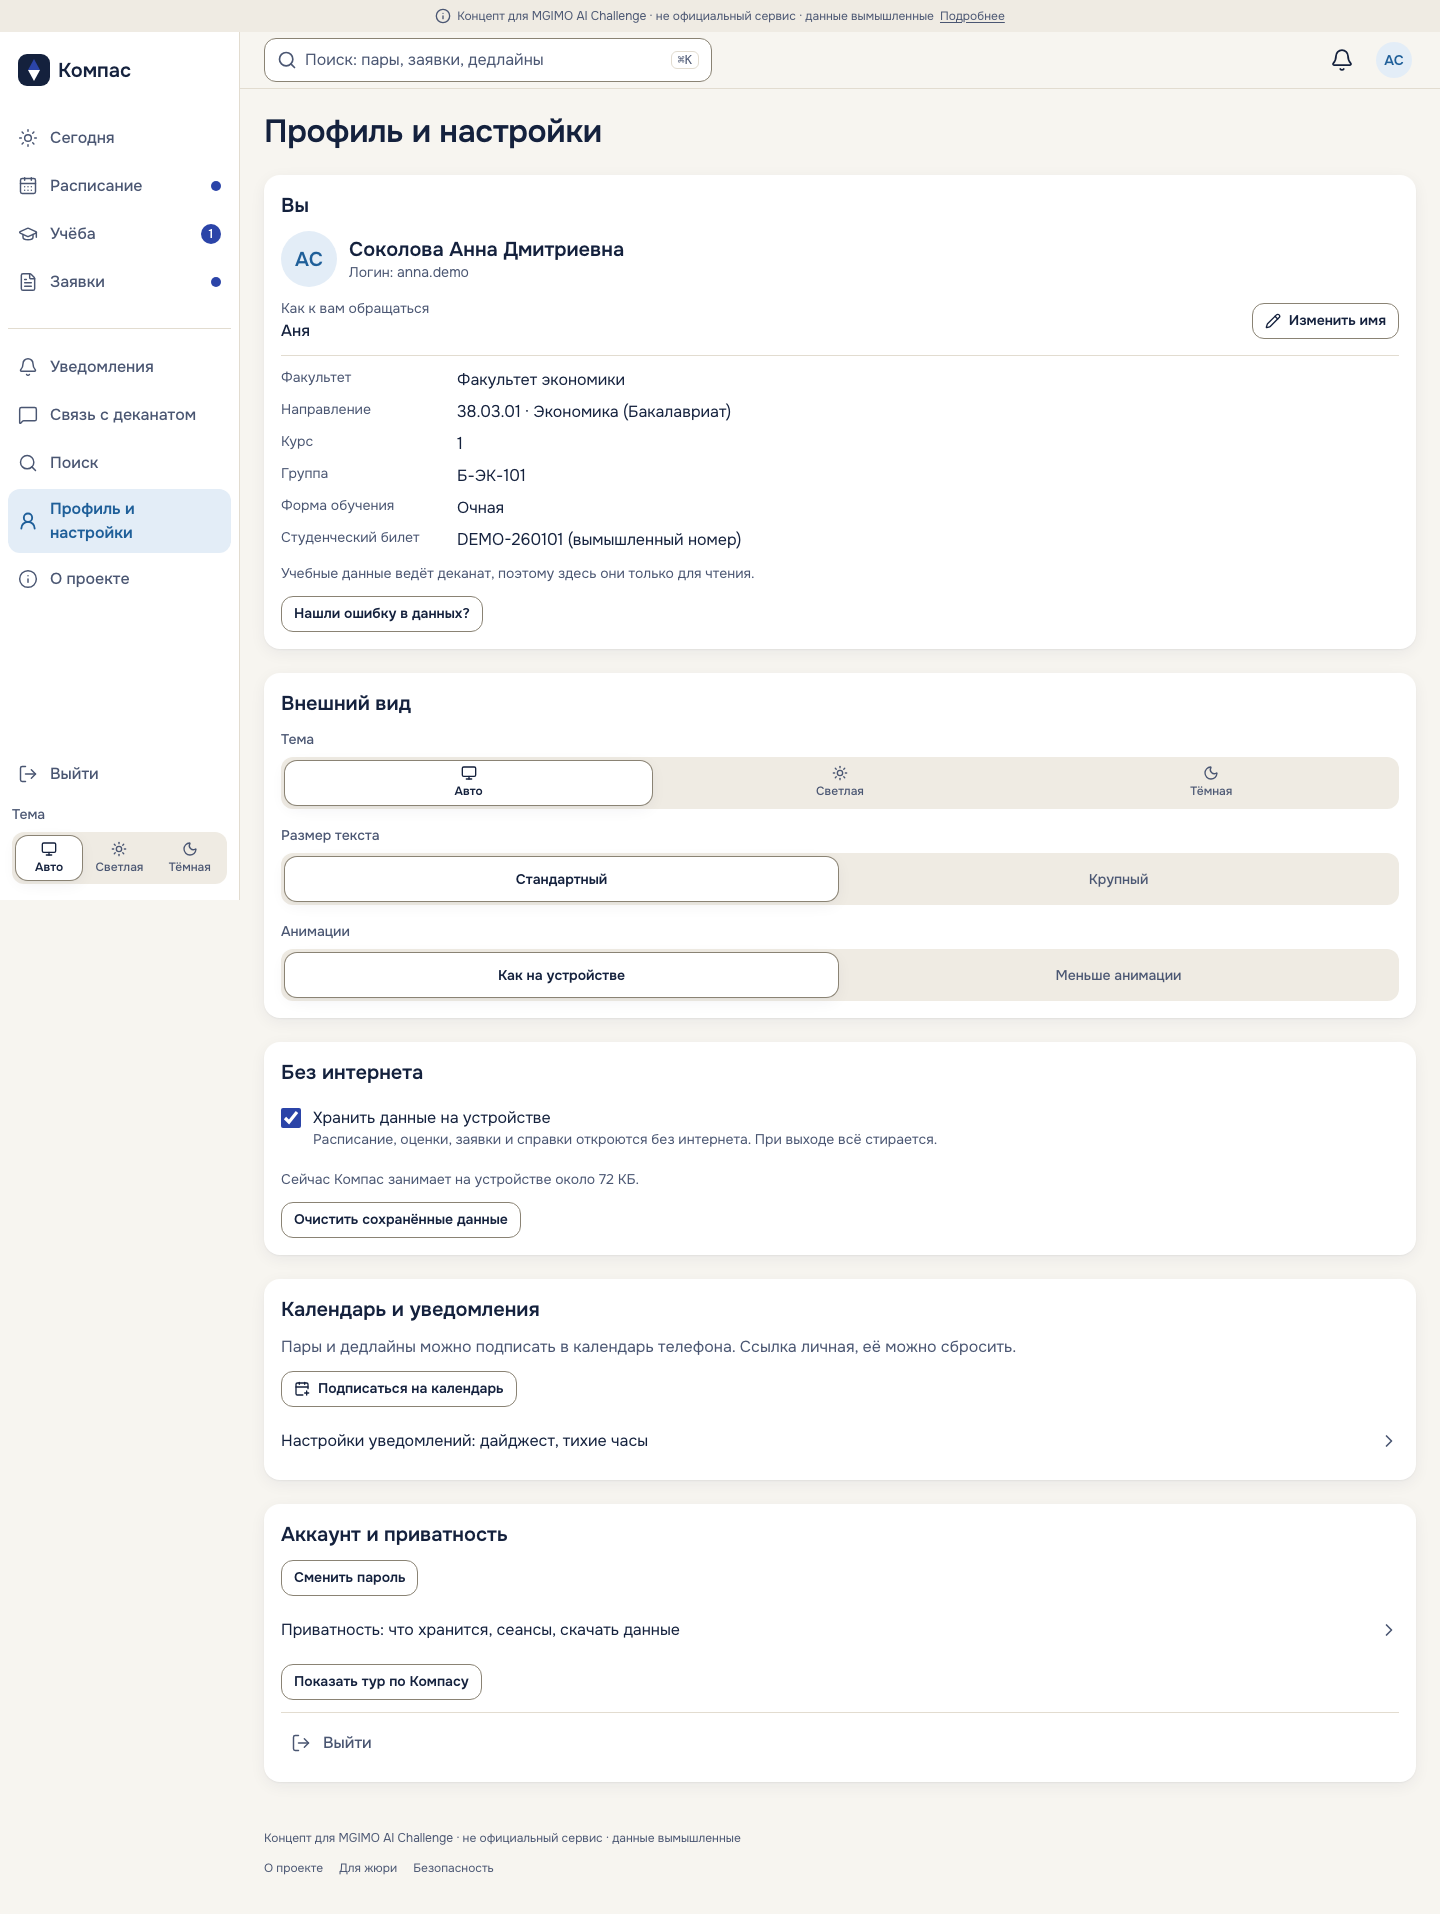 Концепт для MGIMO AI Challenge · не официальный сервис · данные вымышленные Подробнее
Компас
Поиск: пары, заявки, дедлайны
⌘K
АС
Сегодня
Расписание
Учёба
1
Заявки
Уведомления
Связь с деканатом
Поиск
Профиль и
настройки
О проекте
Выйти
Тема
Авто
Светлая
Тёмная
Профиль и настройки
Вы
АС
Соколова Анна Дмитриевна
Логин: anna.demo
Как к вам обращаться
Аня
Изменить имя
Факультет
Факультет экономики
Направление
38.03.01 · Экономика (Бакалавриат)
Курс
1
Группа
Б-ЭК-101
Форма обучения
Очная
Студенческий билет
DEMO-260101 (вымышленный номер)
Учебные данные ведёт деканат, поэтому здесь они только для чтения.
Нашли ошибку в данных?
Внешний вид
Тема
Авто
Светлая
Тёмная
Размер текста
Стандартный
Крупный
Анимации
Как на устройстве
Меньше анимации
Без интернета
Хранить данные на устройстве
Расписание, оценки, заявки и справки откроются без интернета. При выходе всё стирается.
Сейчас Компас занимает на устройстве около 72 КБ.
Очистить сохранённые данные
Календарь и уведомления
Пары и дедлайны можно подписать в календарь телефона. Ссылка личная, её можно сбросить.
Подписаться на календарь
Настройки уведомлений: дайджест, тихие часы
Аккаунт и приватность
Сменить пароль
Приватность: что хранится, сеансы, скачать данные
Показать тур по Компасу
Выйти
Концепт для MGIMO AI Challenge · не официальный сервис · данные вымышленные
О проекте
Для жюри
Безопасность